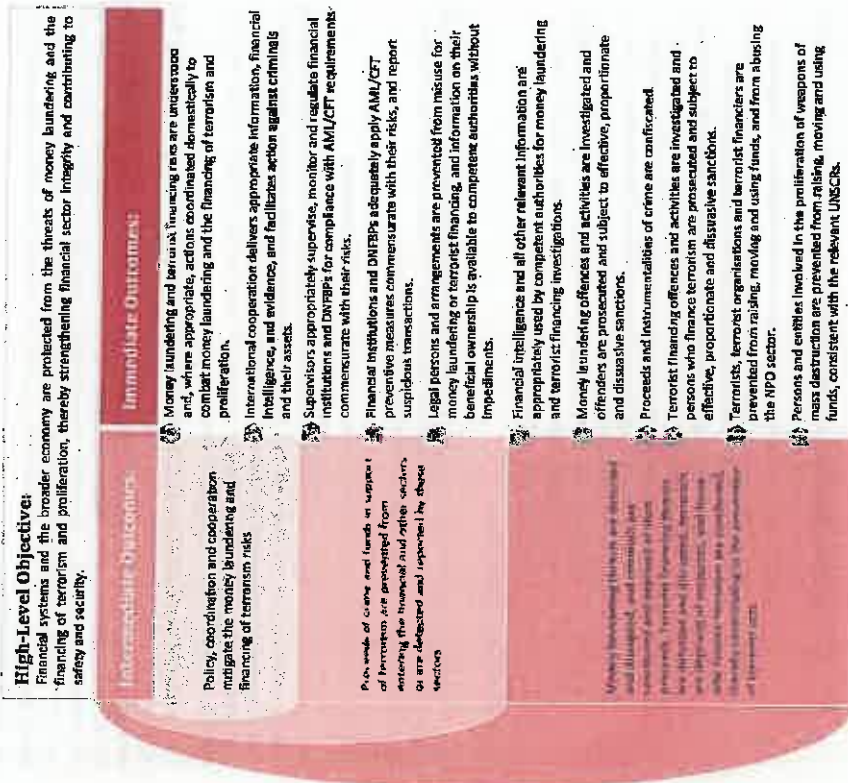 High-Level Objective:
Financial systems and the broader economy are protected from the threats of money laundering and the
financing of terrorism and proliferation, thereby strengthening financial sector integrity and contributing to
safety and security.
Intermediate Outcomes:
Immediate Outcomes:
Policy, coordination and cooperation
mitigate the money laundering and
financing of terrorism risks
Money laundering and terrorist financing risks are understood
and, where appropriate, actions coordinated domestically to
combat money laundering and the financing of terrorism and
proliferation.
International cooperation delivers appropriate information, financial
intelligence, and evidence, and facilitates action against criminals
and their assets.
Proceeds of crime and funds in support
of terrorism are prevented from
entering the financial and other sectors
or are detected and reported by these
sectors
Supervisors appropriately supervise, monitor and regulate financial
institutions and DNFBPs for compliance with AML/CFT requirements
commensurate with their risks.
Financial institutions and DNFBPs adequately apply AML/CFT
preventive measures commensurate with their risks, and report
suspicious transactions.
Legal persons and arrangements are prevented from misuse for
money laundering or terrorist financing, and information on their
beneficial ownership is available to competent authorities without
impediments.
Money laundering threats are detected
and disrupted, and criminals are
Financial intelligence and all other relevant information are
appropriately used by competent authorities for money laundering
and terrorist financing investigations.
Money laundering offences and activities are investigated and
offenders are prosecuted and subject to effective, proportionate
and dissuasive sanctions.
Proceeds and instrumentalities of crime are confiscated.
Terrorist financing offences and activities are investigated and
persons who finance terrorism are prosecuted and subject to
effective, proportionate and dissuasive sanctions.
Terrorists, terrorist organisations and terrorist financiers are
prevented from raising, moving and using funds, and from abusing
the NPO sector.
Persons and entities involved in the proliferation of weapons of
mass destruction are prevented from raising, moving and using
funds, consistent with the relevant UNSCRs.